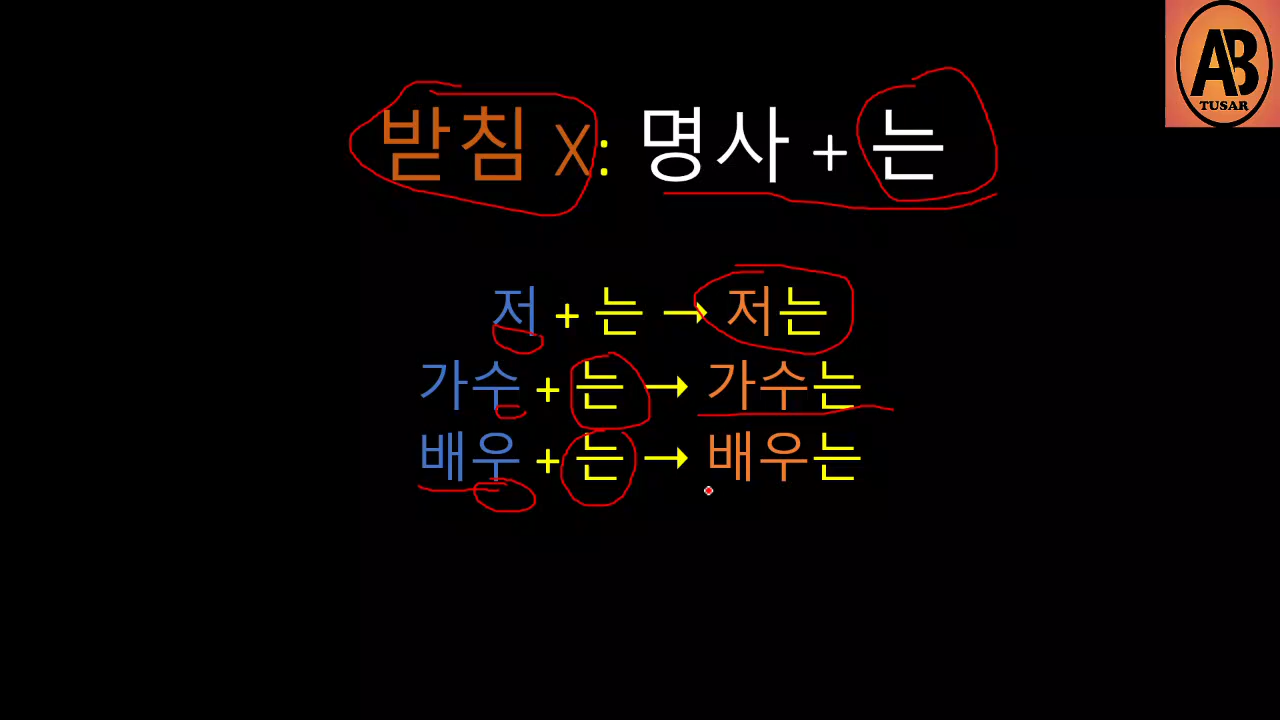 AB
TUSAR
받침 X: 명사 + 는
저 + 는 → 저는
가수 + 는 → 가수는
배우 + 는 → 배우는